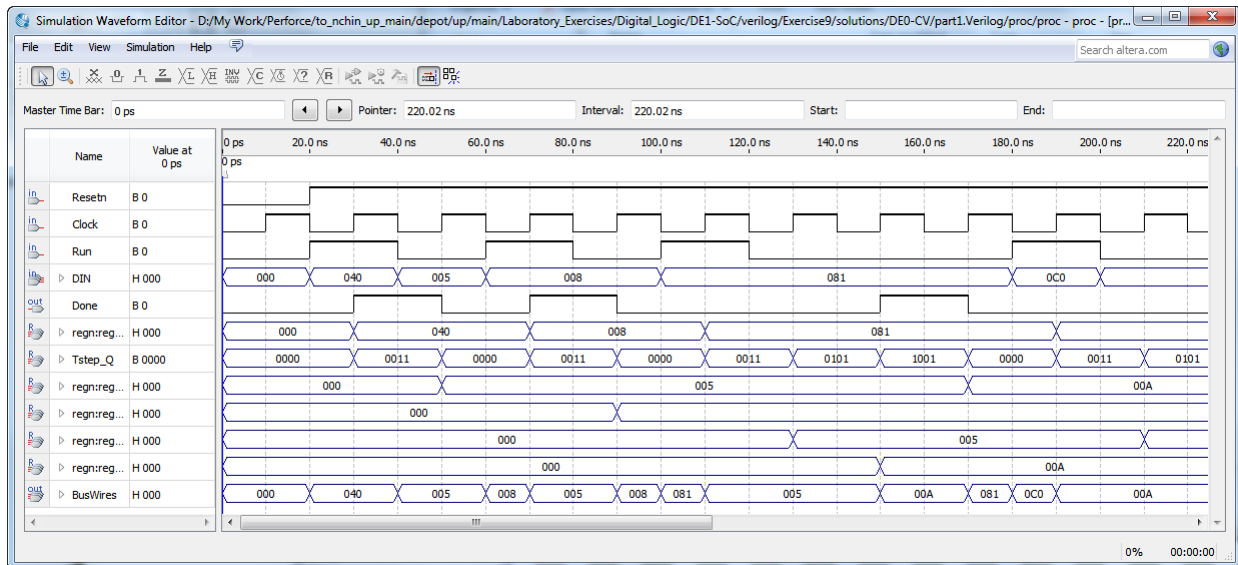 Simulation Waveform Editor - D:/My Work/Perforce/to_nchin_up_main/depot/up/main/Laboratory_Exercises/Digital_Logic/DE1-SoC/verilog/Exercise9/solutions/DE0-CV/part1.Verilog/proc/proc - proc - [pr...
File Edit View Simulation Help Search altera.com
Master Time Bar: 0 ps Pointer: 220.02 ns Interval: 220.02 ns Start: End:
Name Value at 0 ps
0 ps 20.0 ns 40.0 ns 60.0 ns 80.0 ns 100.0 ns 120.0 ns 140.0 ns 160.0 ns 180.0 ns 200.0 ns 220.0 ns
0 ps
Resetn B 0
Clock B 0
Run B 0
DIN H 000 000 040 005 008 081 0C0
Done B 0
regn:reg... H 000 000 040 008 081
Tstep_Q B 0000 0000 0011 0000 0011 0000 0011 0101 1001 0000 0011 0101
regn:reg... H 000 000 005 00A
regn:reg... H 000 000
regn:reg... H 000 000 005
regn:reg... H 000 000 00A
BusWires H 000 000 040 005 008 005 008 081 005 00A 081 0C0 00A
0% 00:00:00